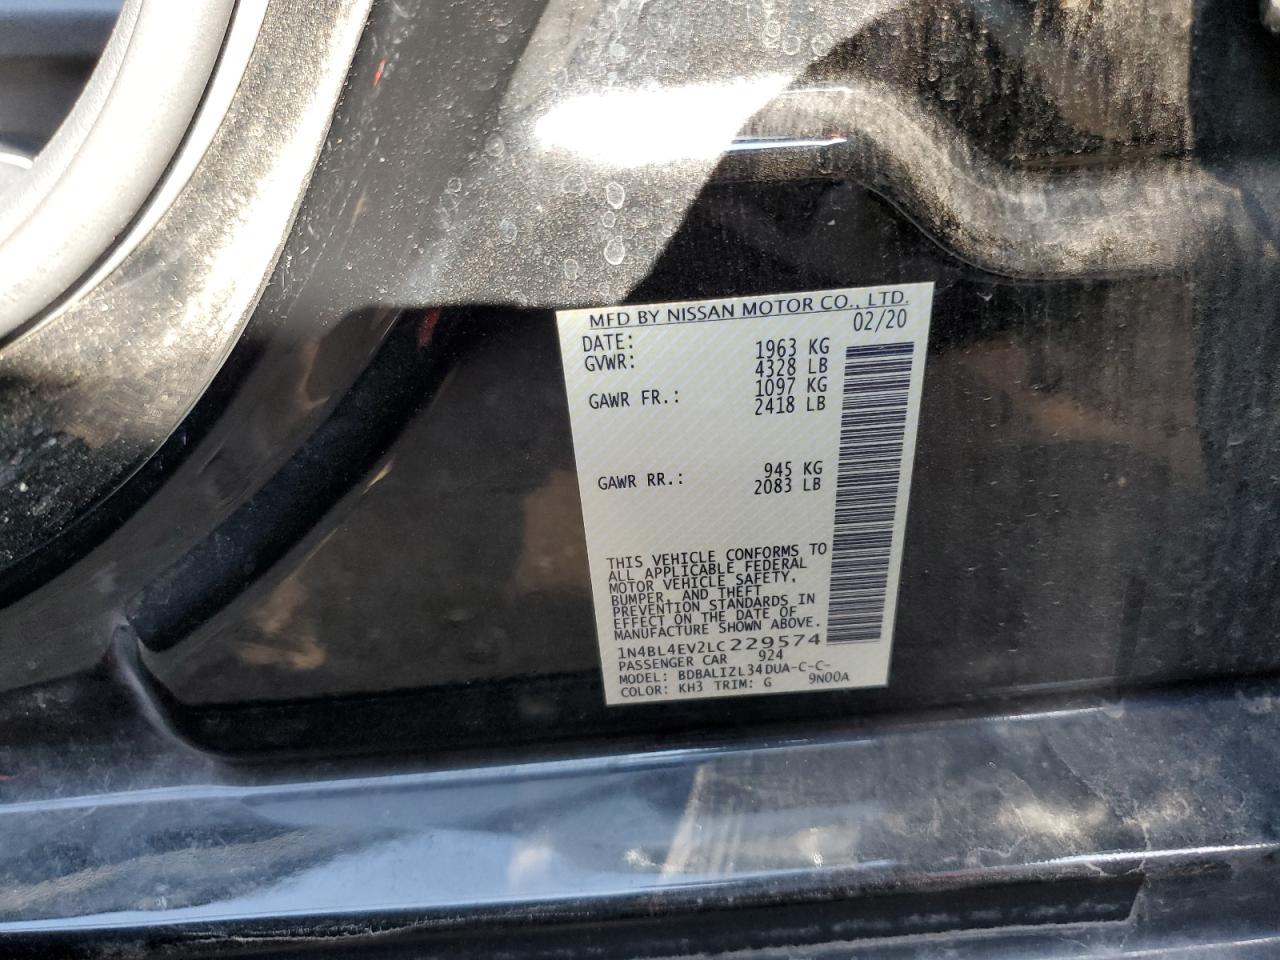 MFD BY NISSAN MOTOR CO., LTD.
DATE: 02/20
GVWR: 1963 KG
4328 LB
GAWR FR.: 1097 KG
2418 LB
GAWR RR.: 945 KG
2083 LB
THIS VEHICLE CONFORMS TO
ALL APPLICABLE FEDERAL
MOTOR VEHICLE SAFETY,
BUMPER, AND THEFT
PREVENTION STANDARDS IN
EFFECT ON THE DATE OF
MANUFACTURE SHOWN ABOVE.
1N4BL4EV2LC229574
PASSENGER CAR 924
MODEL: BDBALIZL34DUA-C-C-
COLOR: KH3 TRIM: G 9N00A